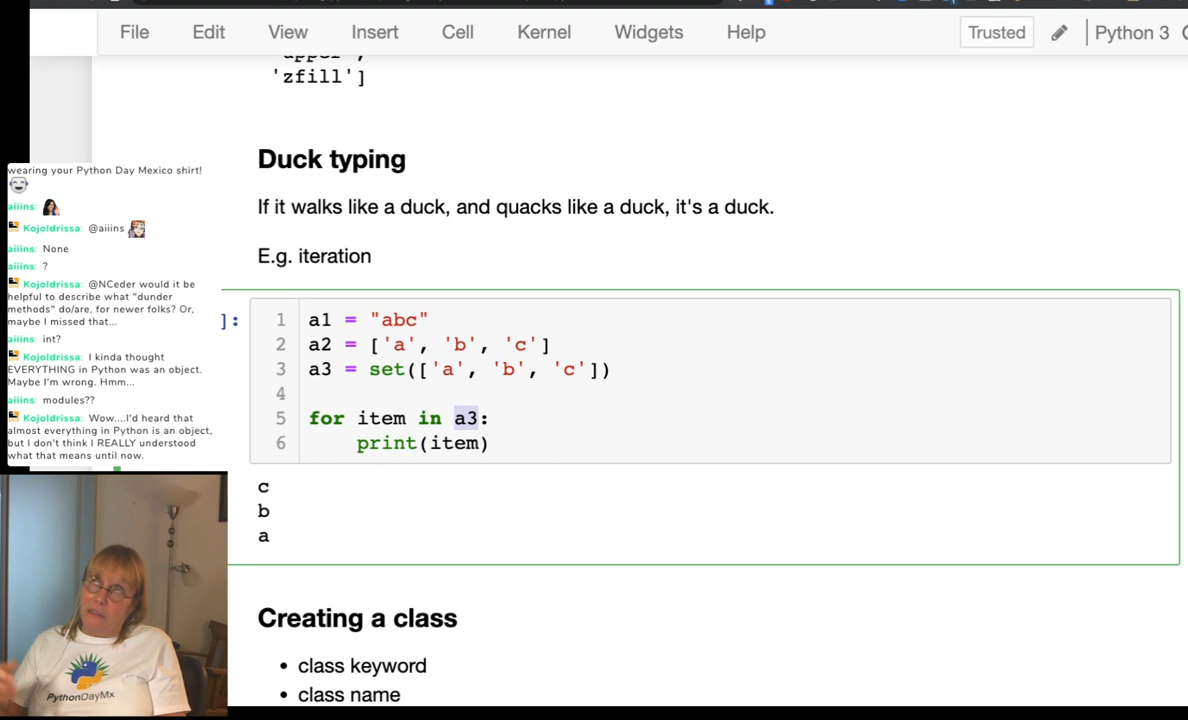 File Edit View Insert Cell Kernel Widgets Help Trusted Python 3
'upper',
'zfill']
Duck typing
If it walks like a duck, and quacks like a duck, it's a duck.
E.g. iteration
]:
1 a1 = "abc"
2 a2 = ['a', 'b', 'c']
3 a3 = set(['a', 'b', 'c'])
4
5 for item in a3:
6 print(item)
c
b
a
Creating a class
• class keyword
• class name
wearing your Python Day Mexico shirt!
aiiins:
Kojoldrissa: @aiiins
aiiins: None
aiiins: ?
Kojoldrissa: @NCeder would it be
helpful to describe what "dunder
methods" do/are, for newer folks? Or,
maybe I missed that...
aiiins: int?
Kojoldrissa: I kinda thought
EVERYTHING in Python was an object.
Maybe I'm wrong. Hmm...
aiiins: modules??
Kojoldrissa: Wow....I'd heard that
almost everything in Python is an object,
but I don't think I REALLY understood
what that means until now.
PythonDayMx